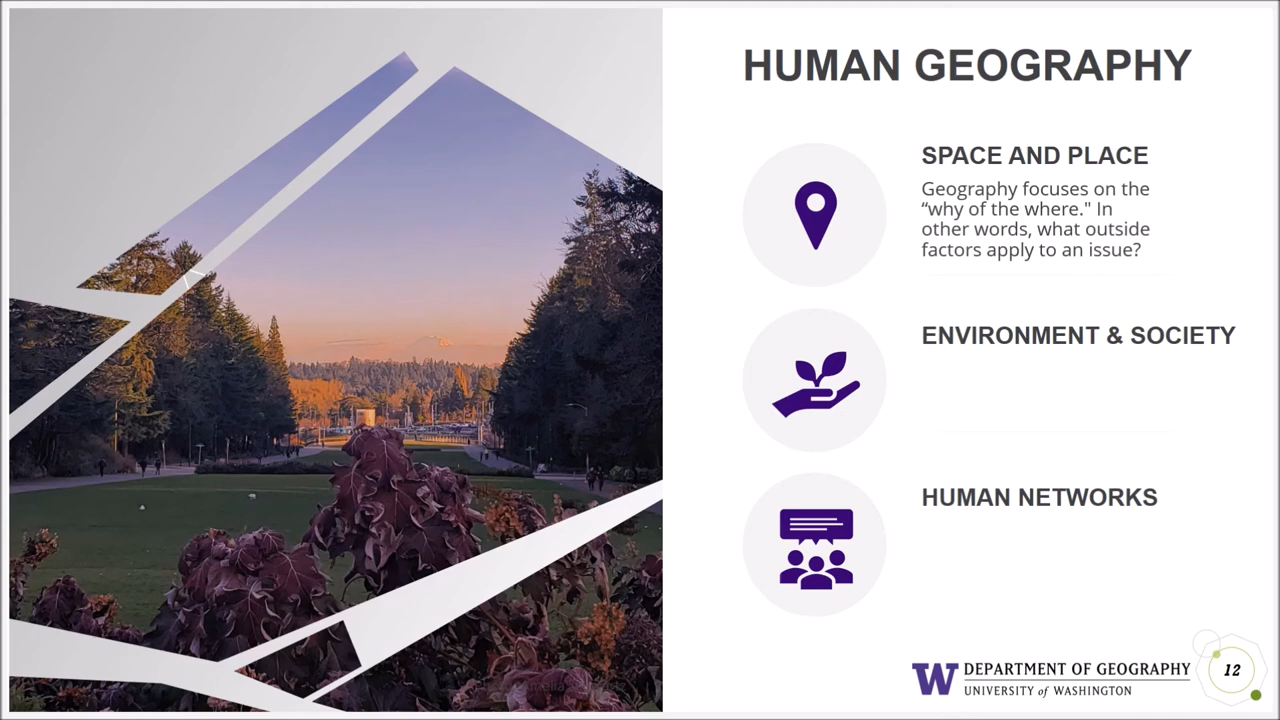 HUMAN GEOGRAPHY
SPACE AND PLACE
Geography focuses on the
“why of the where." In
other words, what outside
factors apply to an issue?
ENVIRONMENT & SOCIETY
HUMAN NETWORKS
W DEPARTMENT OF GEOGRAPHY
UNIVERSITY of WASHINGTON
12